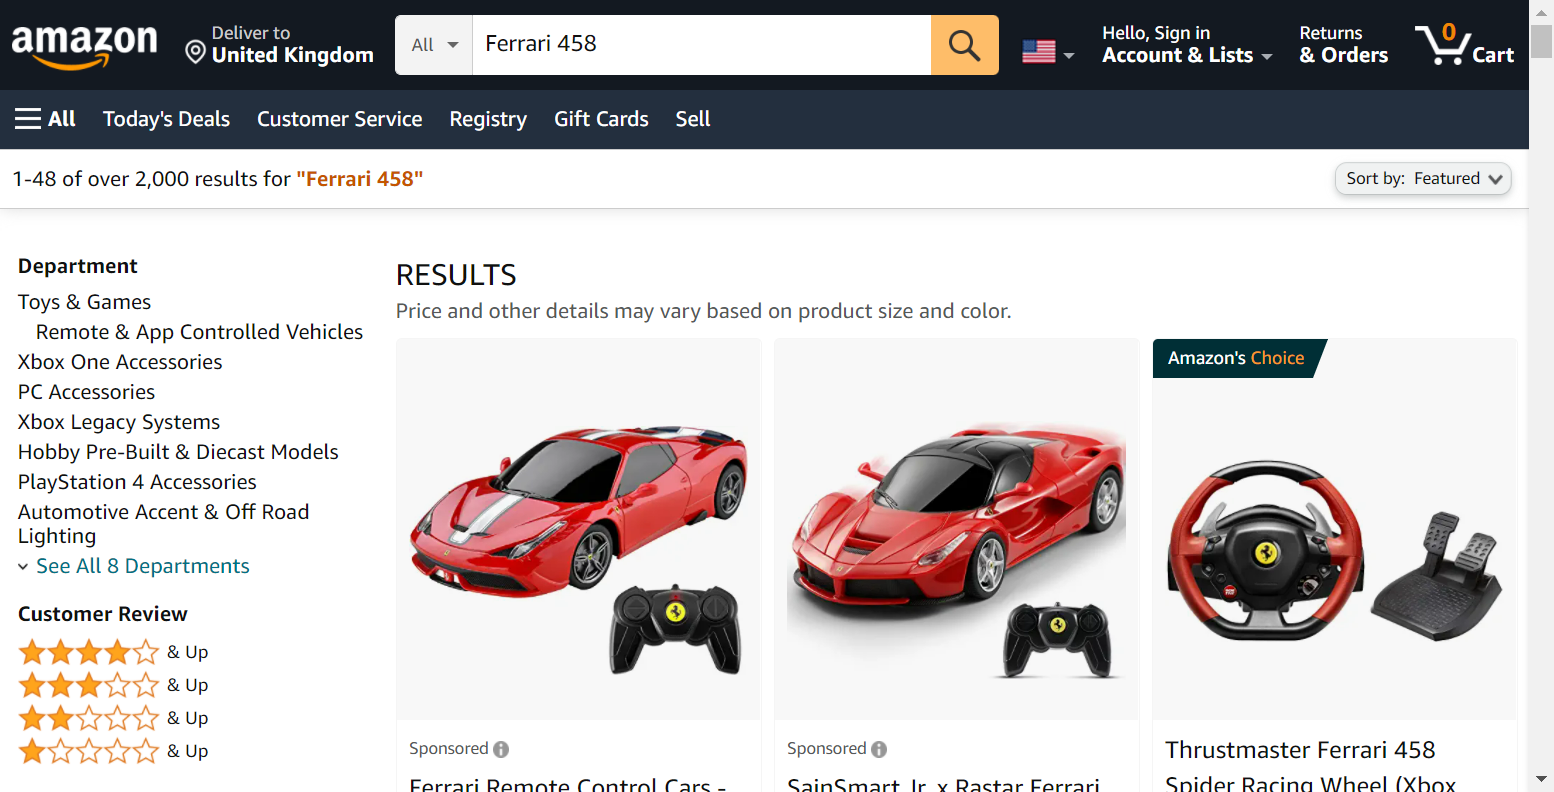 amazon
Deliver to
United Kingdom
All
Ferrari 458
Hello, Sign in
Account & Lists
Returns
& Orders
0
Cart
All
Today's Deals
Customer Service
Registry
Gift Cards
Sell
1-48 of over 2,000 results for "Ferrari 458"
Sort by: Featured
Department
Toys & Games
Remote & App Controlled Vehicles
Xbox One Accessories
PC Accessories
Xbox Legacy Systems
Hobby Pre-Built & Diecast Models
PlayStation 4 Accessories
Automotive Accent & Off Road
Lighting
See All 8 Departments
Customer Review
& Up
& Up
& Up
& Up
RESULTS
Price and other details may vary based on product size and color.
Sponsored
Ferrari Remote Control Cars -
Sponsored
SainSmart Jr. x Rastar Ferrari
Amazon's Choice
Thrustmaster Ferrari 458
Spider Racing Wheel (Xbox